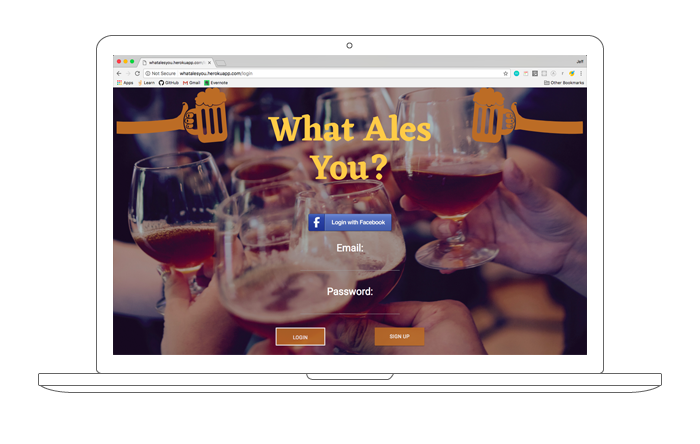 whatalesyou.herokuapp.com/
Jeff
Not Secure
whatalesyou.herokuapp.com/login
Apps
Learn
GitHub
Gmail
Evernote
Other Bookmarks
What Ales
You?
f
Login with Facebook
Email:
Password:
LOGIN
SIGN UP